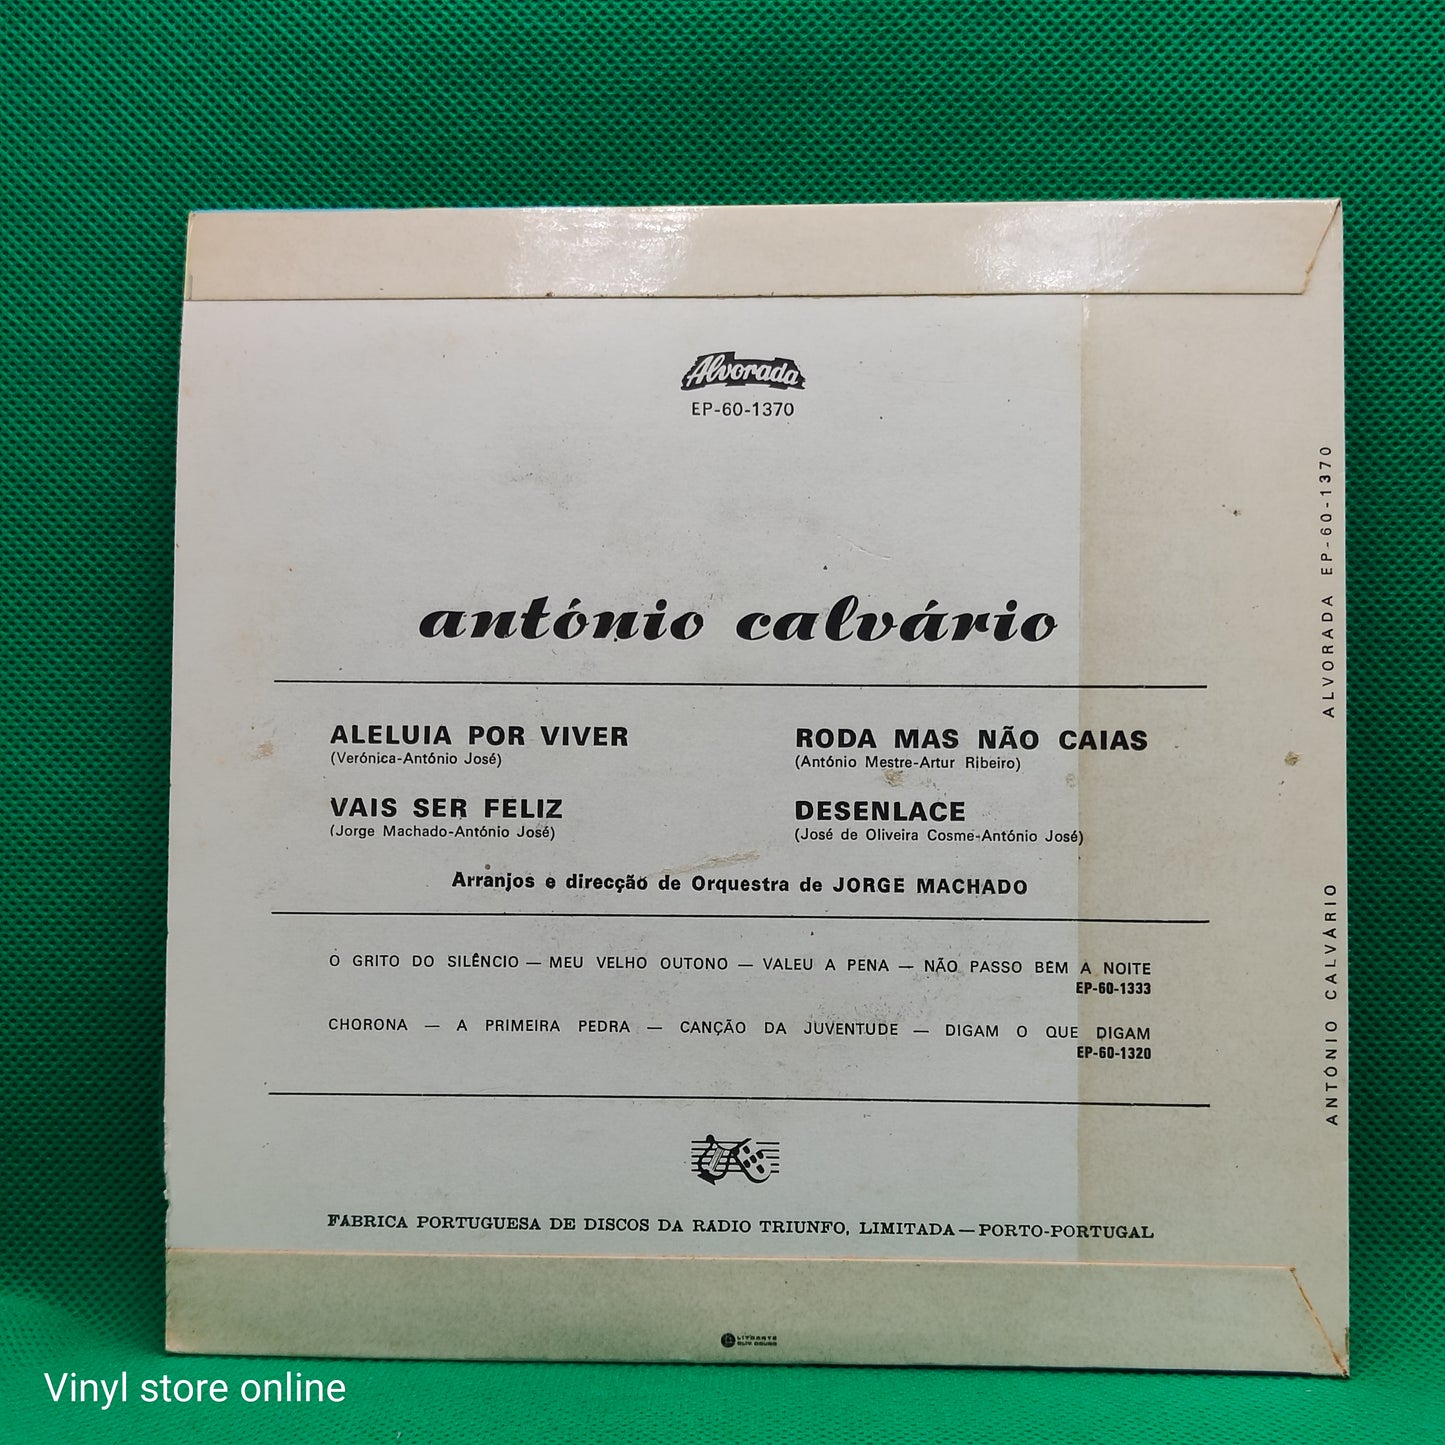 Alvorada
EP-60-1370
antónio calvário
ALELUIA POR VIVER
(Verónica-António José)
RODA MAS NÃO CAIAS
(António Mestre-Artur Ribeiro)
VAIS SER FELIZ
(Jorge Machado-António José)
DESENLACE
(José de Oliveira Cosme-António José)
Arranjos e direcção de Orquestra de JORGE MACHADO
O GRITO DO SILÊNCIO — MEU VELHO OUTONO — VALEU A PENA — NÃO PASSO BEM A NOITE
EP-60-1333
CHORONA — A PRIMEIRA PEDRA — CANÇÃO DA JUVENTUDE — DIGAM O QUE DIGAM
EP-60-1320
FÁBRICA PORTUGUESA DE DISCOS DA RÁDIO TRIUNFO, LIMITADA — PORTO-PORTUGAL
ANTÓNIO CALVÁRIO ALVORADA EP-60-1370
Vinyl store online